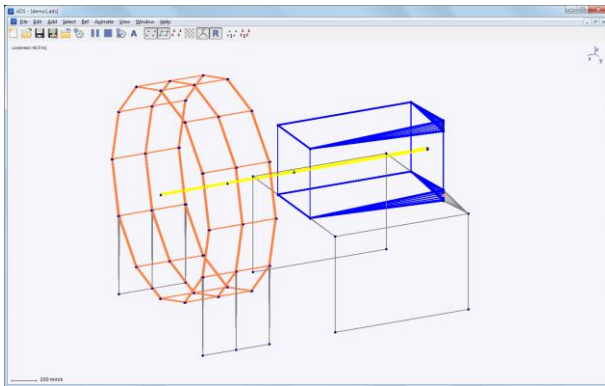 ADS - [demo1.ads]
File Edit Add Select Ref Animate View Window Help
A R
z
x y
200 mm/s